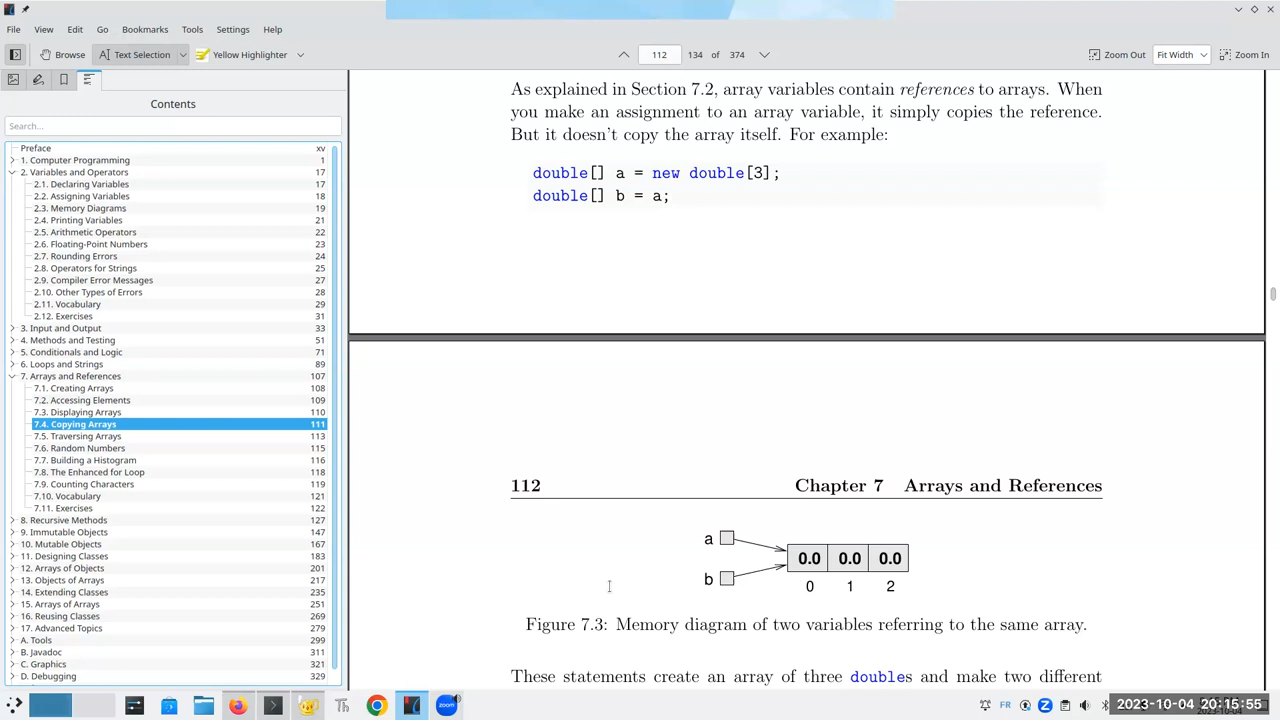 File View Edit Go Bookmarks Tools Settings Help
Browse Text Selection Yellow Highlighter 112 134 of 374 Zoom Out Fit Width Zoom In
Contents
Search...
Preface xv
1. Computer Programming 1
2. Variables and Operators 17
2.1. Declaring Variables 17
2.2. Assigning Variables 18
2.3. Memory Diagrams 19
2.4. Printing Variables 21
2.5. Arithmetic Operators 22
2.6. Floating-Point Numbers 23
2.7. Rounding Errors 24
2.8. Operators for Strings 25
2.9. Compiler Error Messages 27
2.10. Other Types of Errors 28
2.11. Vocabulary 29
2.12. Exercises 31
3. Input and Output 33
4. Methods and Testing 51
5. Conditionals and Logic 71
6. Loops and Strings 89
7. Arrays and References 107
7.1. Creating Arrays 108
7.2. Accessing Elements 109
7.3. Displaying Arrays 110
7.4. Copying Arrays 111
7.5. Traversing Arrays 113
7.6. Random Numbers 115
7.7. Building a Histogram 116
7.8. The Enhanced for Loop 118
7.9. Counting Characters 119
7.10. Vocabulary 121
7.11. Exercises 122
8. Recursive Methods 127
9. Immutable Objects 147
10. Mutable Objects 167
11. Designing Classes 183
12. Arrays of Objects 197
13. Objects of Arrays 217
14. Extending Classes 235
15. Arrays of Arrays 251
16. Reusing Classes 269
17. Advanced Topics 279
A. Tools 299
B. Javadoc 311
C. Graphics 321
D. Debugging 329
As explained in Section 7.2, array variables contain references to arrays. When
you make an assignment to an array variable, it simply copies the reference.
But it doesn't copy the array itself. For example:
double[] a = new double[3];
double[] b = a;
112 Chapter 7 Arrays and References
a
0.0 0.0 0.0
b
0 1 2
Figure 7.3: Memory diagram of two variables referring to the same array.
These statements create an array of three doubles and make two different
zoom FR Z 2023-10-04 20:15:55